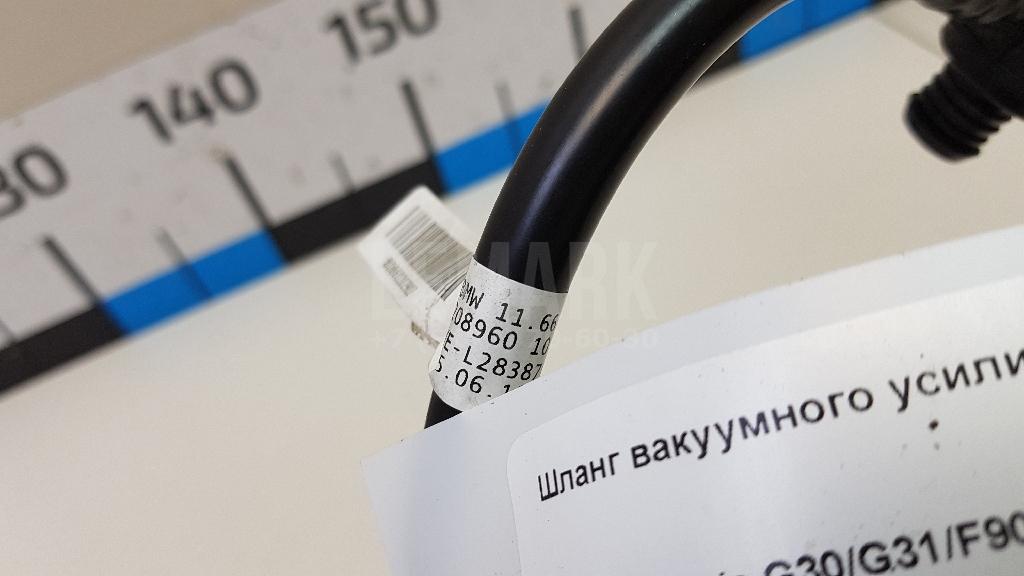 150
140
30
BMW 11.66
08960 10
E-L28387
5.06.1
Шланг вакуумного усили
G30/G31/F90